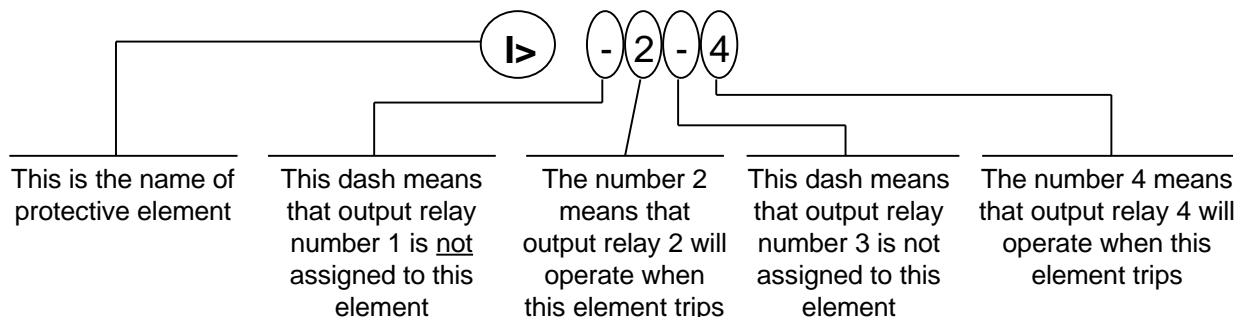 I> - 2 - 4
This is the name of
protective element
This dash means
that output relay
number 1 is not
assigned to this
element
The number 2
means that
output relay 2 will
operate when
this element trips
This dash means
that output relay
number 3 is not
assigned to this
element
The number 4 means
that output relay 4 will
operate when this
element trips